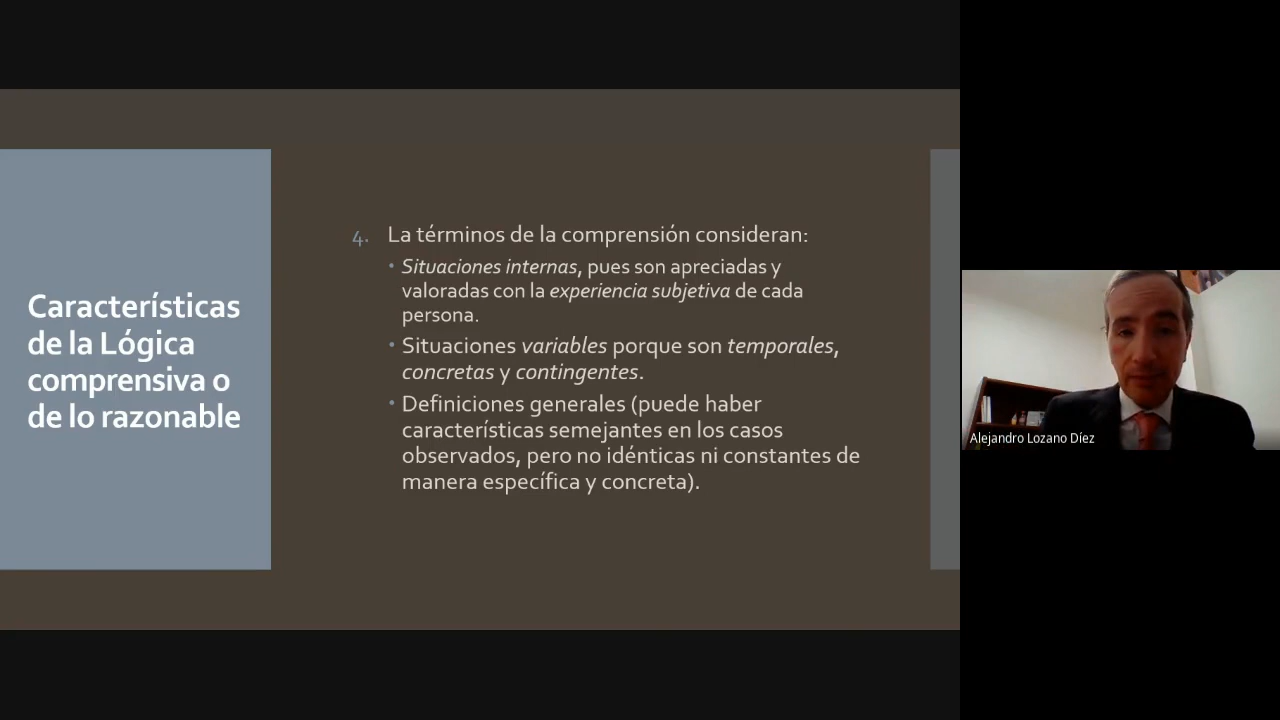 Características
de la Lógica
comprensiva o
de lo razonable
4. La términos de la comprensión consideran:
• Situaciones internas, pues son apreciadas y
valoradas con la experiencia subjetiva de cada
persona.
• Situaciones variables porque son temporales,
concretas y contingentes.
• Definiciones generales (puede haber
características semejantes en los casos
observados, pero no idénticas ni constantes de
manera específica y concreta).
Alejandro Lozano Díez